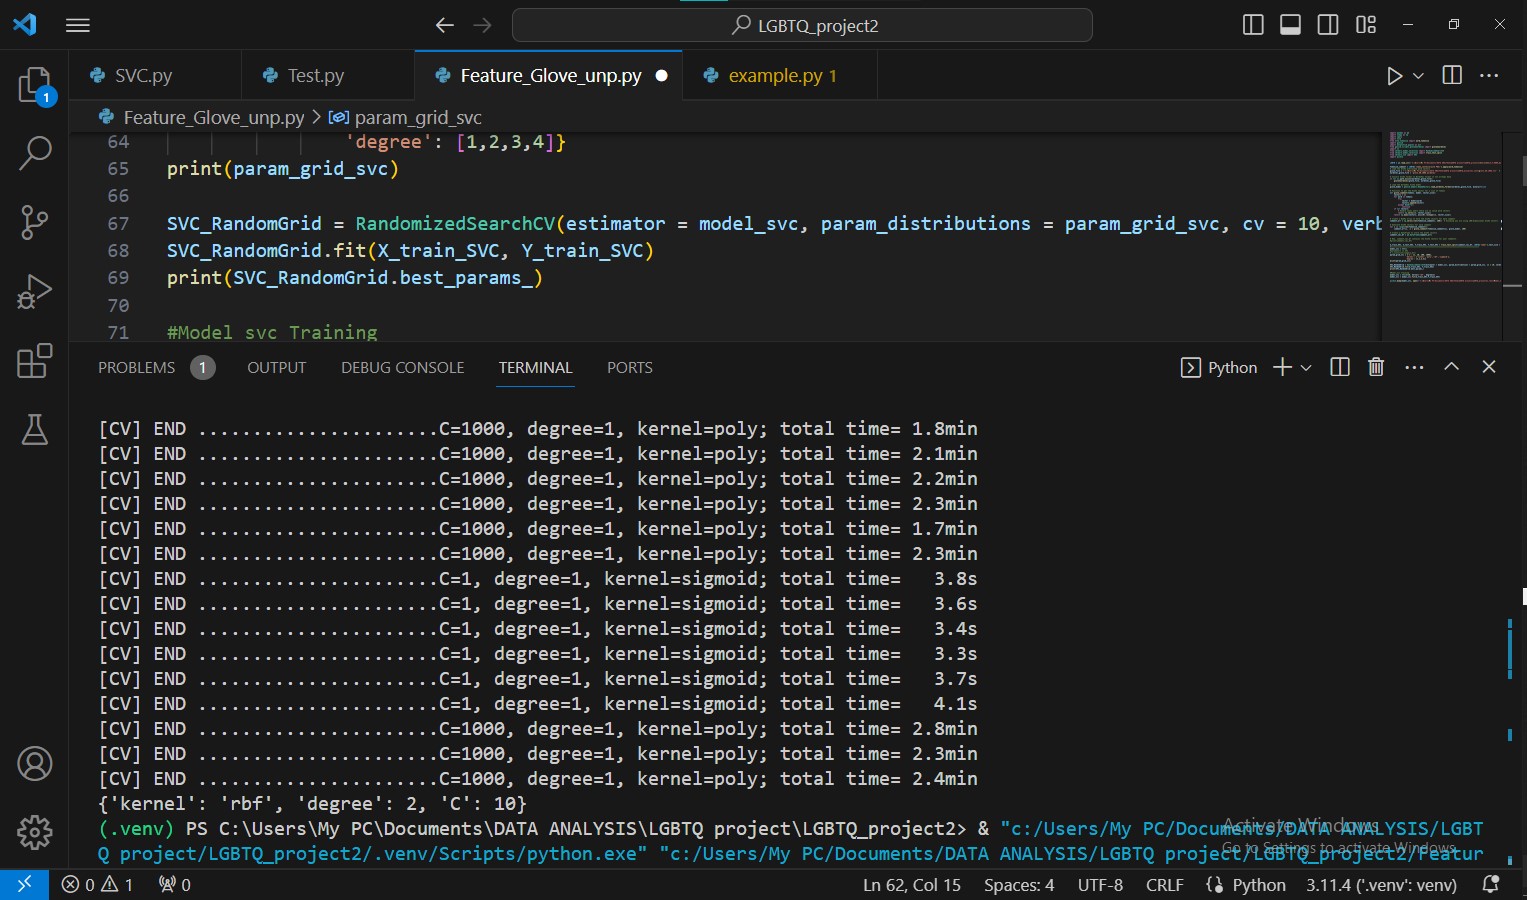 LGBTQ_project2
SVC.py
Test.py
Feature_Glove_unp.py
example.py 1
1
Feature_Glove_unp.py > param_grid_svc
64 'degree': [1,2,3,4]}
65 print(param_grid_svc)
66
67 SVC_RandomGrid = RandomizedSearchCV(estimator = model_svc, param_distributions = param_grid_svc, cv = 10, verb
68 SVC_RandomGrid.fit(X_train_SVC, Y_train_SVC)
69 print(SVC_RandomGrid.best_params_)
70
71 #Model svc Training
PROBLEMS 1 OUTPUT DEBUG CONSOLE TERMINAL PORTS Python
[CV] END ......................C=1000, degree=1, kernel=poly; total time= 1.8min
[CV] END ......................C=1000, degree=1, kernel=poly; total time= 2.1min
[CV] END ......................C=1000, degree=1, kernel=poly; total time= 2.2min
[CV] END ......................C=1000, degree=1, kernel=poly; total time= 2.3min
[CV] END ......................C=1000, degree=1, kernel=poly; total time= 1.7min
[CV] END ......................C=1000, degree=1, kernel=poly; total time= 2.3min
[CV] END ......................C=1, degree=1, kernel=sigmoid; total time=   3.8s
[CV] END ......................C=1, degree=1, kernel=sigmoid; total time=   3.6s
[CV] END ......................C=1, degree=1, kernel=sigmoid; total time=   3.4s
[CV] END ......................C=1, degree=1, kernel=sigmoid; total time=   3.3s
[CV] END ......................C=1, degree=1, kernel=sigmoid; total time=   3.7s
[CV] END ......................C=1, degree=1, kernel=sigmoid; total time=   4.1s
[CV] END ......................C=1000, degree=1, kernel=poly; total time= 2.8min
[CV] END ......................C=1000, degree=1, kernel=poly; total time= 2.3min
[CV] END ......................C=1000, degree=1, kernel=poly; total time= 2.4min
{'kernel': 'rbf', 'degree': 2, 'C': 10}
(.venv) PS C:\Users\My PC\Documents\DATA ANALYSIS\LGBTQ project\LGBTQ_project2> & "c:/Users/My PC/Documents/DATA ANALYSIS/LGBT
Q project/LGBTQ_project2/.venv/Scripts/python.exe" "c:/Users/My PC/Documents/DATA ANALYSIS/LGBTQ project/LGBTQ_project2/Featur
Activate Windows
Go to Settings to activate Windows.
0 1 0 Ln 62, Col 15 Spaces: 4 UTF-8 CRLF Python 3.11.4 ('.venv': venv)